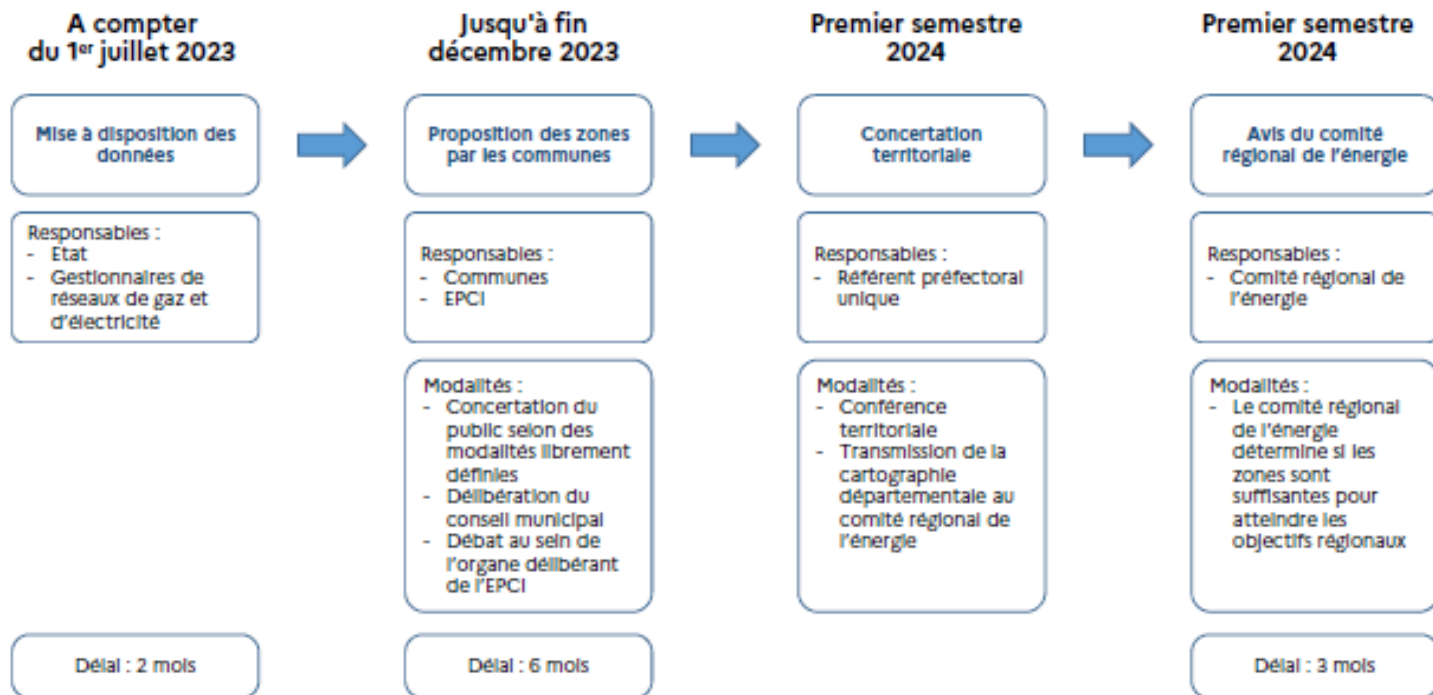 A compter
du 1er juillet 2023
Jusqu'à fin
décembre 2023
Premier semestre
2024
Premier semestre
2024
Mise à disposition des
données
Proposition des zones
par les communes
Concertation
territoriale
Avis du comité
régional de l'énergie
Responsables :
- Etat
- Gestionnaires de
réseaux de gaz et
d'électricité
Responsables :
- Communes
- EPCI
Responsables :
- Référent préfectoral
unique
Responsables :
- Comité régional de
l'énergie
Modalités :
- Concertation du
public selon des
modalités librement
définies
- Délibération du
conseil municipal
- Débat au sein de
l'organe délibérant
de l'EPCI
Modalités :
- Conférence
territoriale
- Transmission de la
cartographie
départementale au
comité régional de
l'énergie
Modalités :
- Le comité régional
de l'énergie
détermine si les
zones sont
suffisantes pour
atteindre les
objectifs régionaux
Délai : 2 mois
Délai : 6 mois
Délai : 3 mois